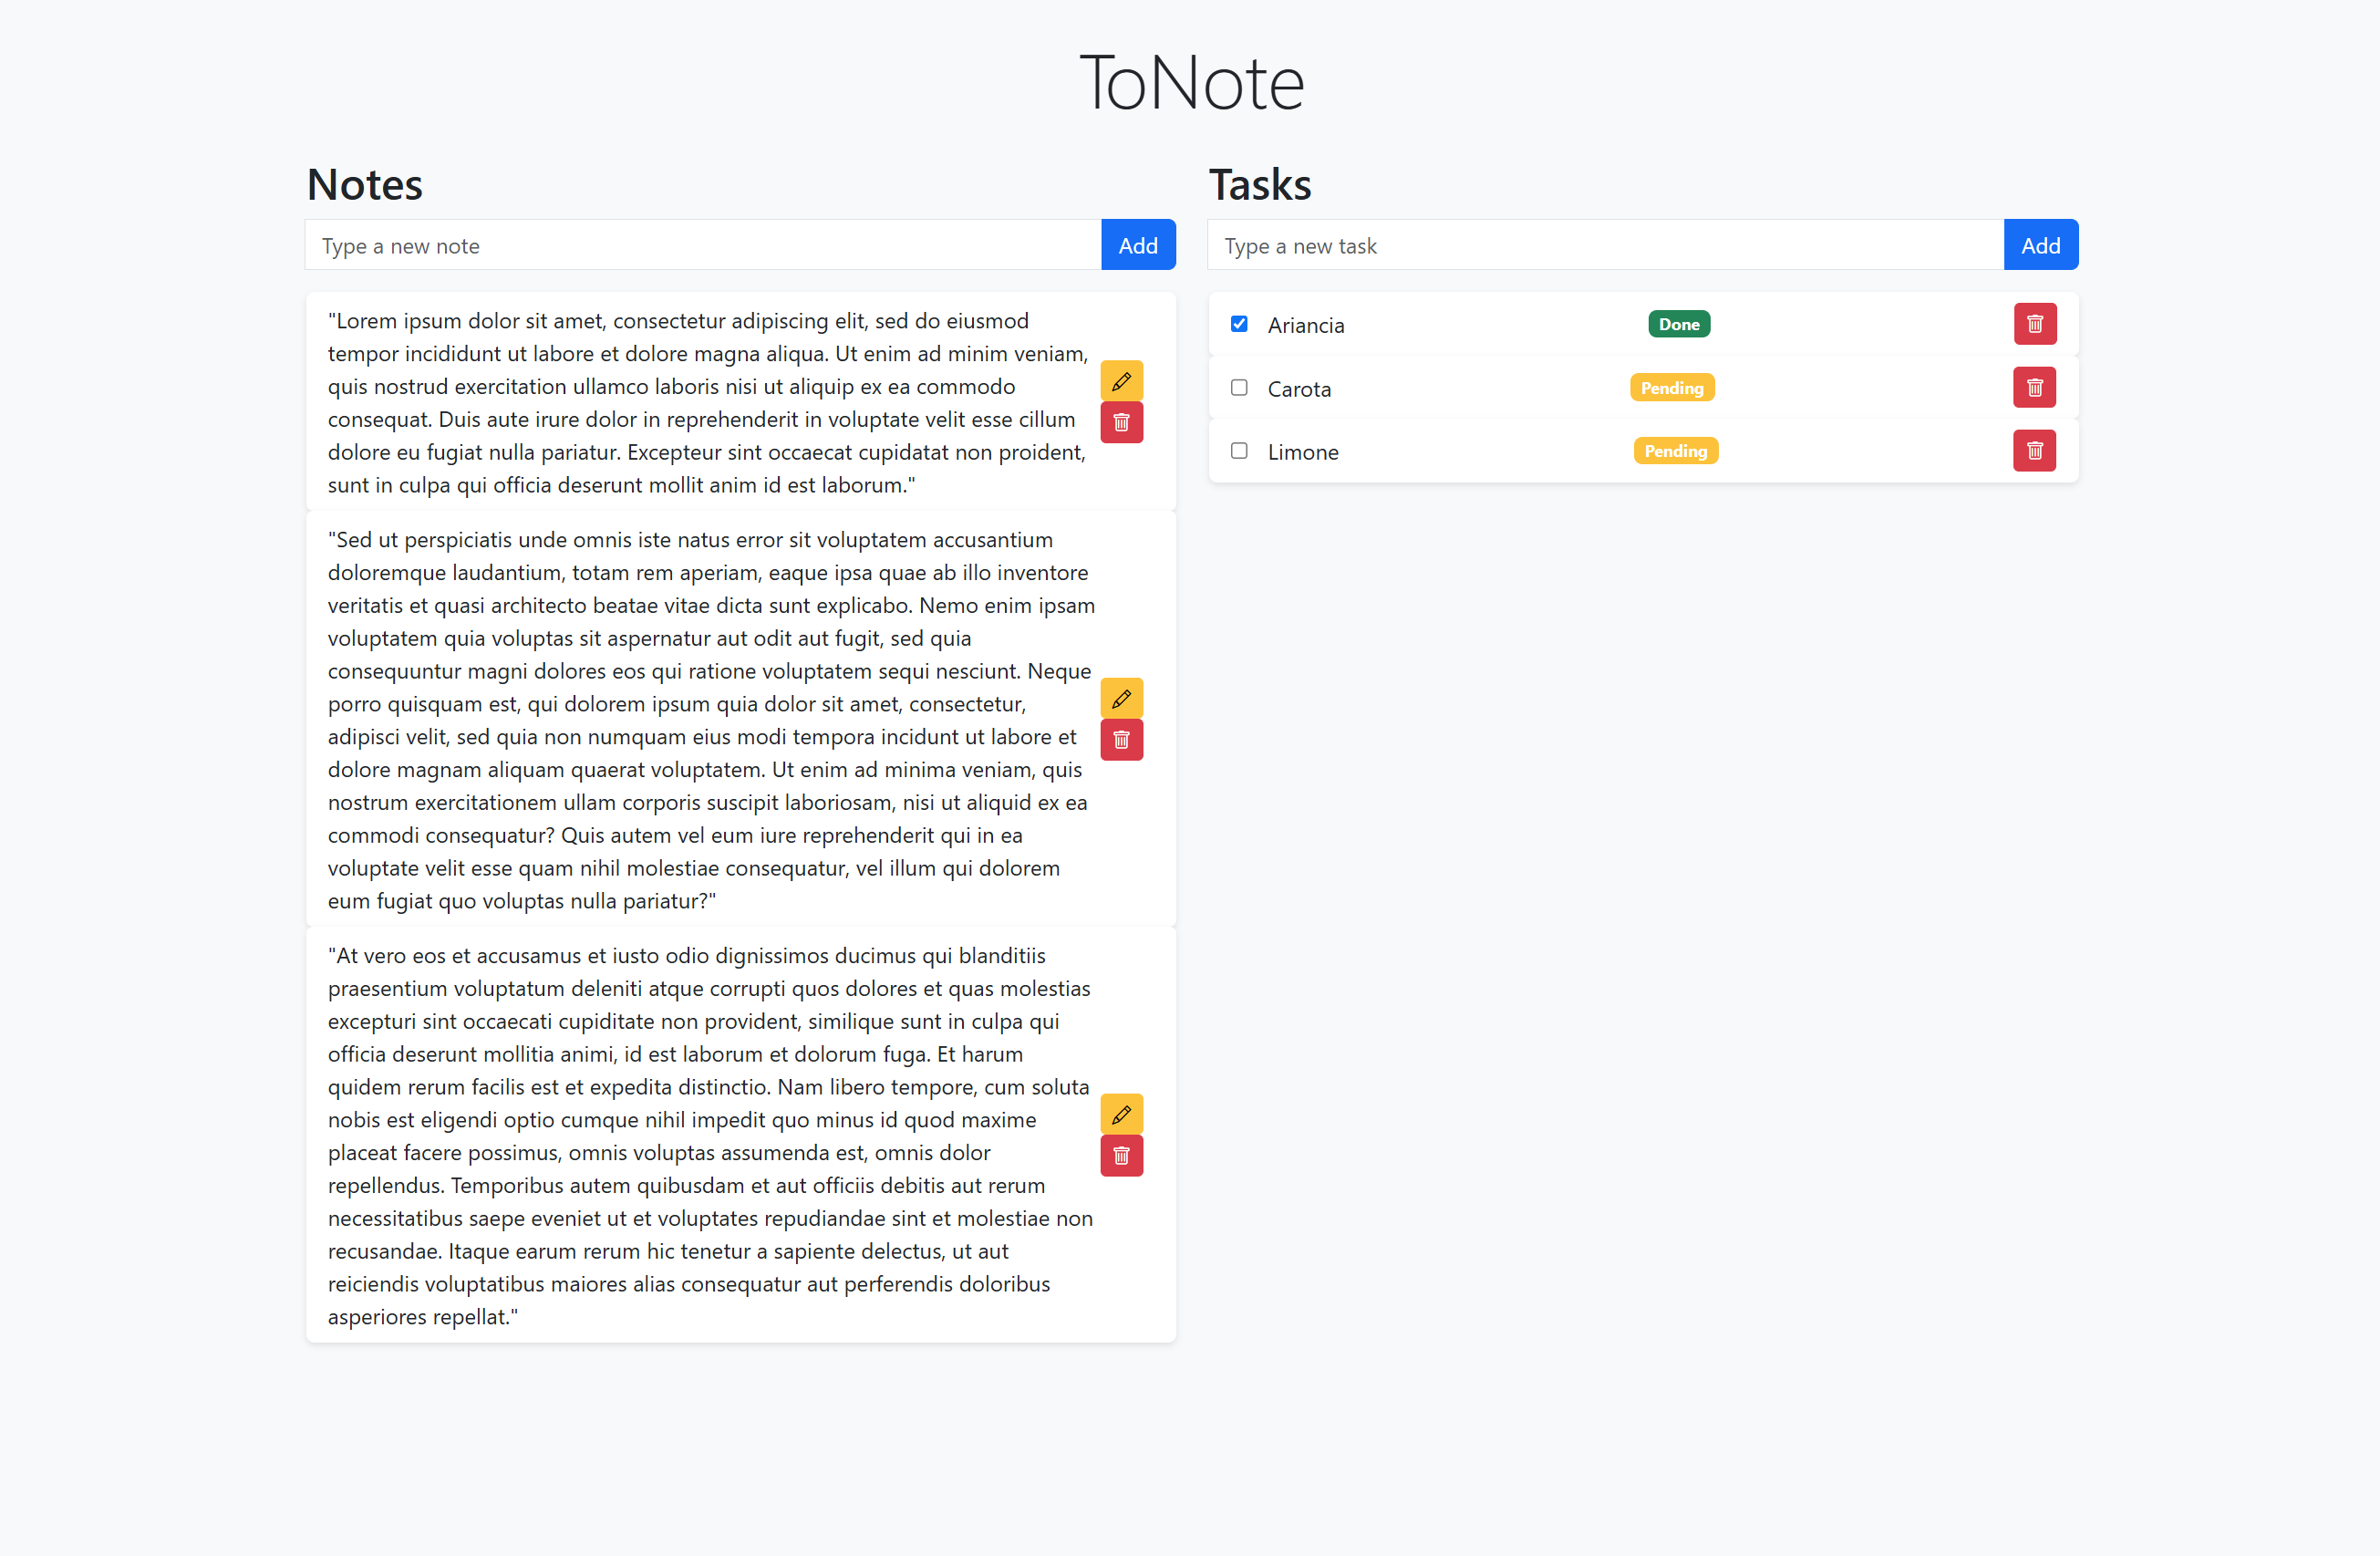 ToNote
Notes
Type a new note
Add
"Lorem ipsum dolor sit amet, consectetur adipiscing elit, sed do eiusmod
tempor incididunt ut labore et dolore magna aliqua. Ut enim ad minim veniam,
quis nostrud exercitation ullamco laboris nisi ut aliquip ex ea commodo
consequat. Duis aute irure dolor in reprehenderit in voluptate velit esse cillum
dolore eu fugiat nulla pariatur. Excepteur sint occaecat cupidatat non proident,
sunt in culpa qui officia deserunt mollit anim id est laborum."
"Sed ut perspiciatis unde omnis iste natus error sit voluptatem accusantium
doloremque laudantium, totam rem aperiam, eaque ipsa quae ab illo inventore
veritatis et quasi architecto beatae vitae dicta sunt explicabo. Nemo enim ipsam
voluptatem quia voluptas sit aspernatur aut odit aut fugit, sed quia
consequuntur magni dolores eos qui ratione voluptatem sequi nesciunt. Neque
porro quisquam est, qui dolorem ipsum quia dolor sit amet, consectetur,
adipisci velit, sed quia non numquam eius modi tempora incidunt ut labore et
dolore magnam aliquam quaerat voluptatem. Ut enim ad minima veniam, quis
nostrum exercitationem ullam corporis suscipit laboriosam, nisi ut aliquid ex ea
commodi consequatur? Quis autem vel eum iure reprehenderit qui in ea
voluptate velit esse quam nihil molestiae consequatur, vel illum qui dolorem
eum fugiat quo voluptas nulla pariatur?"
"At vero eos et accusamus et iusto odio dignissimos ducimus qui blanditiis
praesentium voluptatum deleniti atque corrupti quos dolores et quas molestias
excepturi sint occaecati cupiditate non provident, similique sunt in culpa qui
officia deserunt mollitia animi, id est laborum et dolorum fuga. Et harum
quidem rerum facilis est et expedita distinctio. Nam libero tempore, cum soluta
nobis est eligendi optio cumque nihil impedit quo minus id quod maxime
placeat facere possimus, omnis voluptas assumenda est, omnis dolor
repellendus. Temporibus autem quibusdam et aut officiis debitis aut rerum
necessitatibus saepe eveniet ut et voluptates repudiandae sint et molestiae non
recusandae. Itaque earum rerum hic tenetur a sapiente delectus, ut aut
reiciendis voluptatibus maiores alias consequatur aut perferendis doloribus
asperiores repellat."
Tasks
Type a new task
Add
Ariancia
Done
Carota
Pending
Limone
Pending